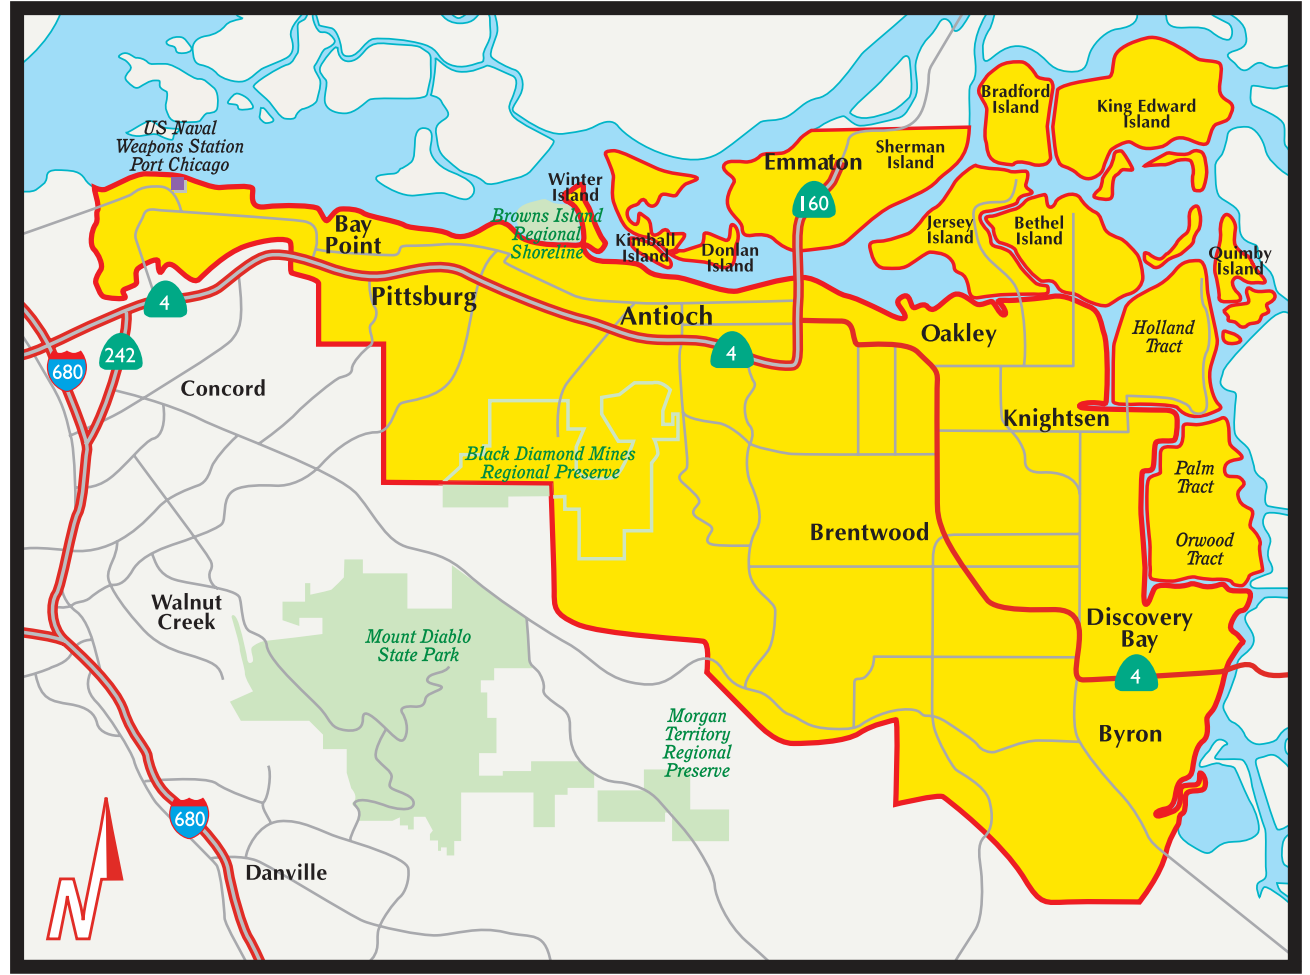 Bradford
Island
King Edward
Island
US Naval
Weapons Station
Port Chicago
Emmaton
Sherman
Island
Winter
Island
160
Browns Island
Regional
Shoreline
Bay
Point
Kimball
Island
Donlan
Island
Jersey
Island
Bethel
Island
Quimby
Island
4
Pittsburg
Antioch
Oakley
Holland
Tract
242
4
680
Concord
Knightsen
Black Diamond Mines
Regional Preserve
Palm
Tract
Brentwood
Orwood
Tract
Walnut
Creek
Mount Diablo
State Park
Discovery
Bay
4
Morgan
Territory
Regional
Preserve
Byron
680
Danville
N